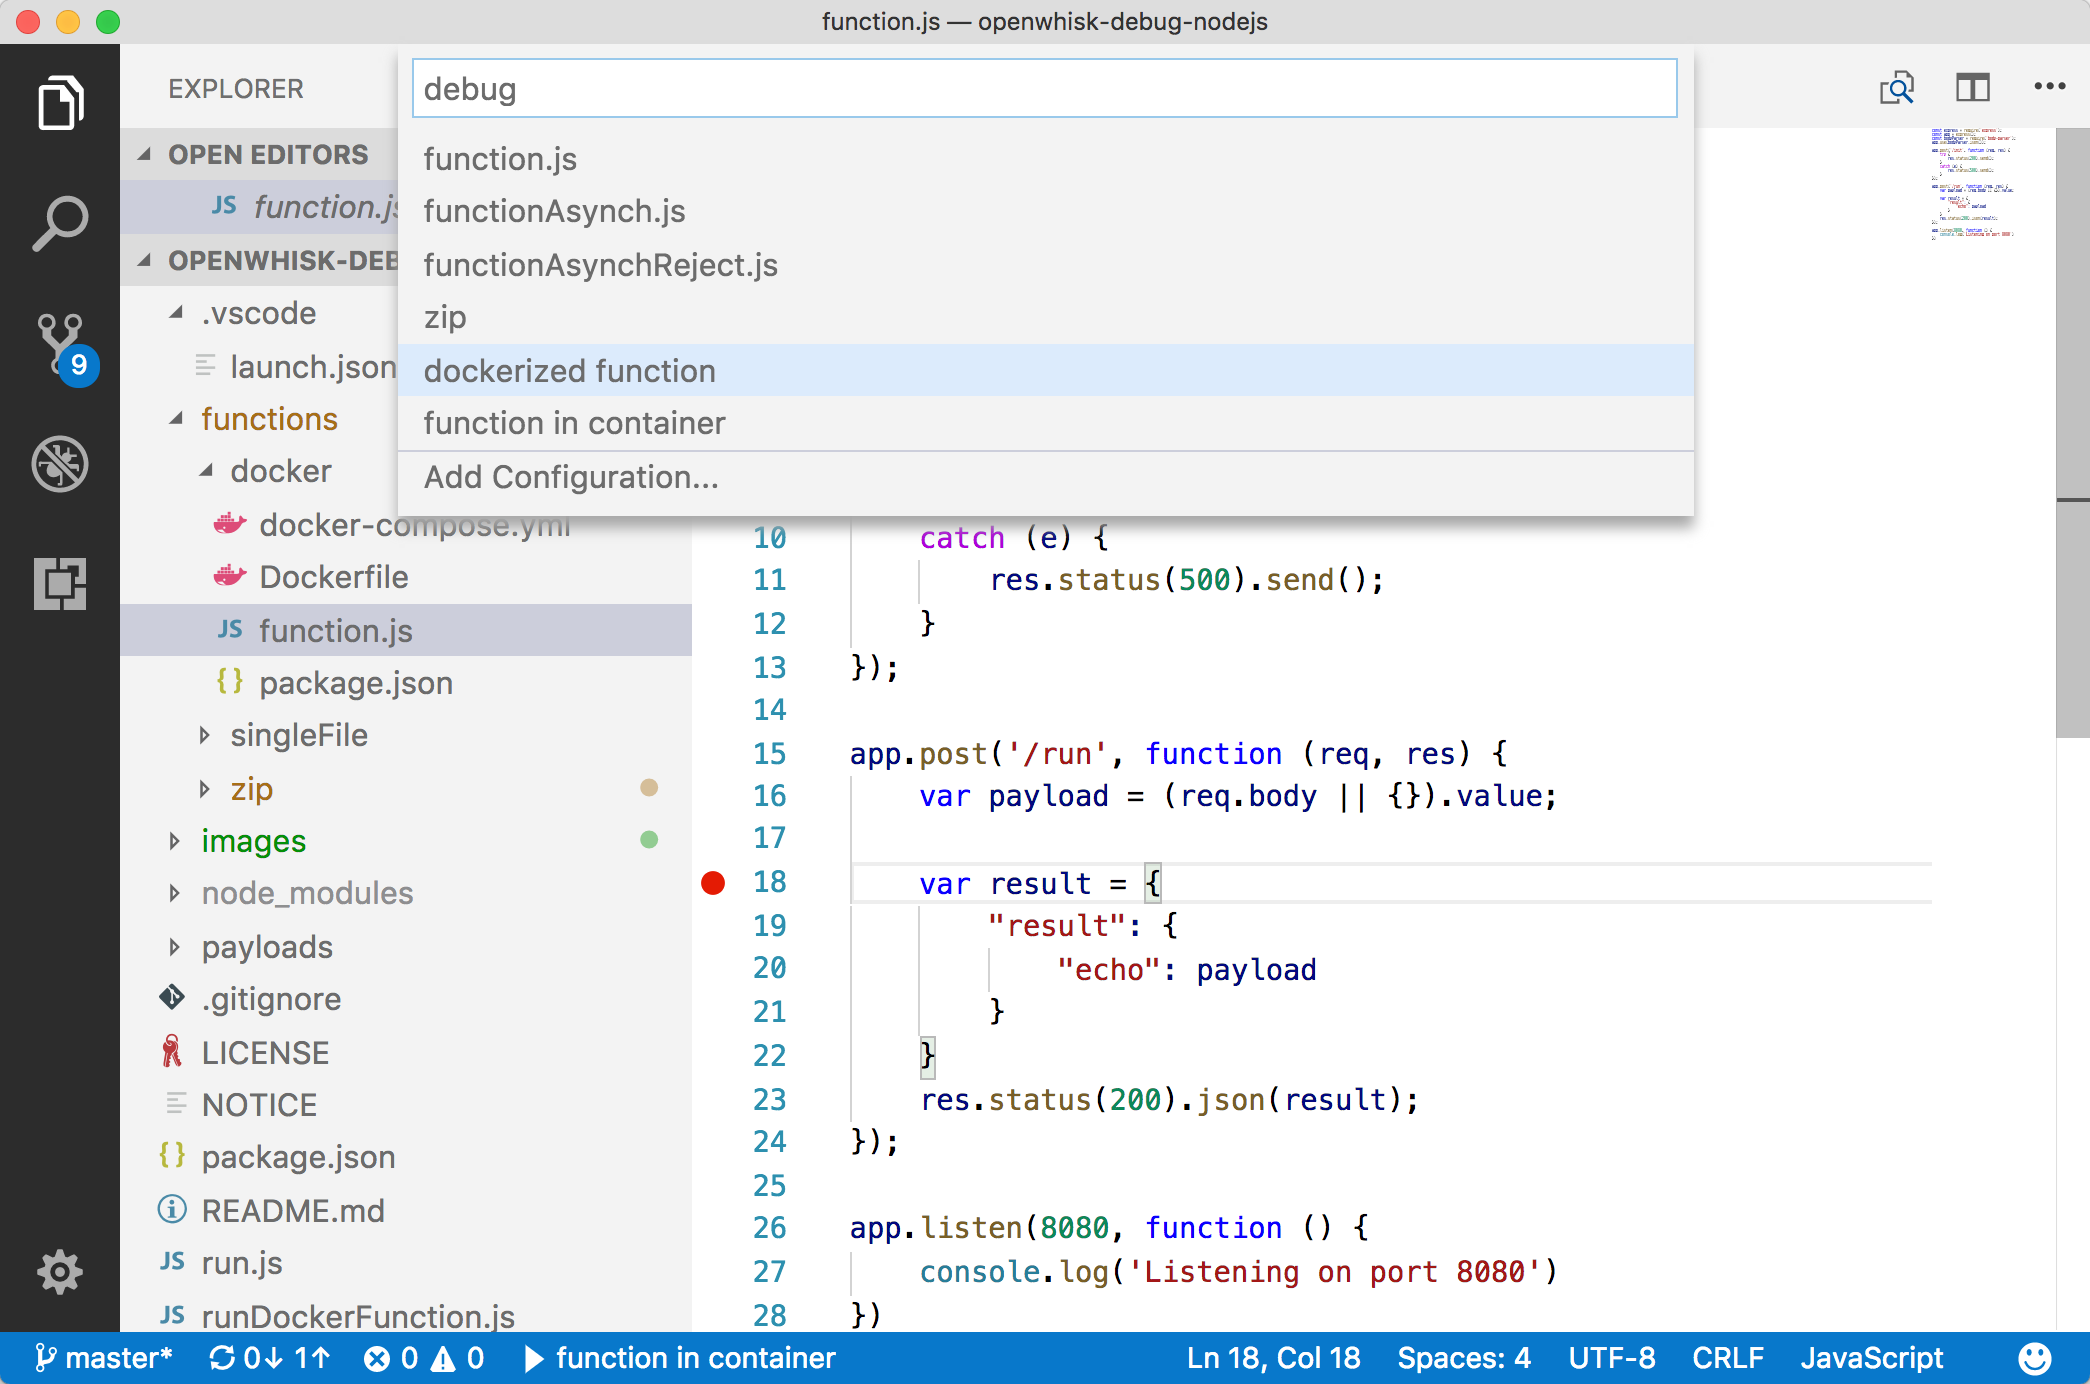 function.js — openwhisk-debug-nodejs
EXPLORER
OPEN EDITORS
JS function.js
OPENWHISK-DEB
.vscode
launch.json
functions
docker
docker-compose.yml
Dockerfile
JS function.js
{} package.json
singleFile
zip
images
node_modules
payloads
.gitignore
LICENSE
NOTICE
{} package.json
README.md
JS run.js
JS runDockerFunction.js
9
debug
function.js
functionAsynch.js
functionAsynchReject.js
zip
dockerized function
function in container
Add Configuration...
10 catch (e) {
11 res.status(500).send();
12 }
13 });
14
15 app.post('/run', function (req, res) {
16 var payload = (req.body || {}).value;
17
18 var result = {
19 "result": {
20 "echo": payload
21 }
22 }
23 res.status(200).json(result);
24 });
25
26 app.listen(8080, function () {
27 console.log('Listening on port 8080')
28 })
master* 0↓ 1↑ 0 0 function in container Ln 18, Col 18 Spaces: 4 UTF-8 CRLF JavaScript